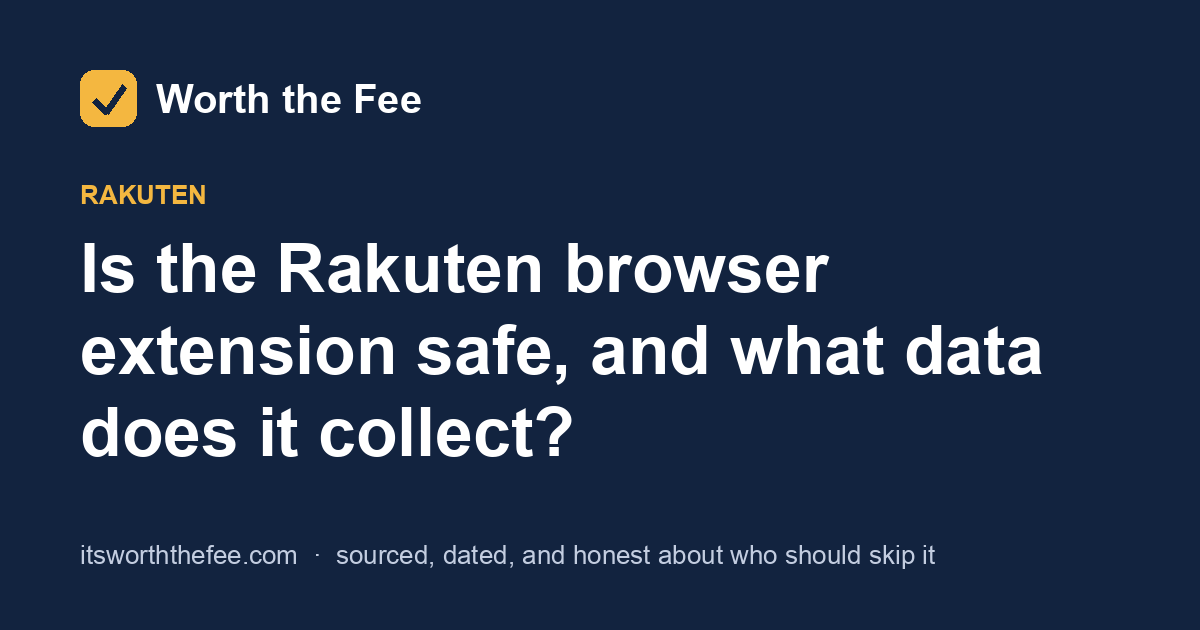 Worth the Fee
RAKUTEN
Is the Rakuten browser
extension safe, and what data
does it collect?
itsworththefee.com · sourced, dated, and honest about who should skip it